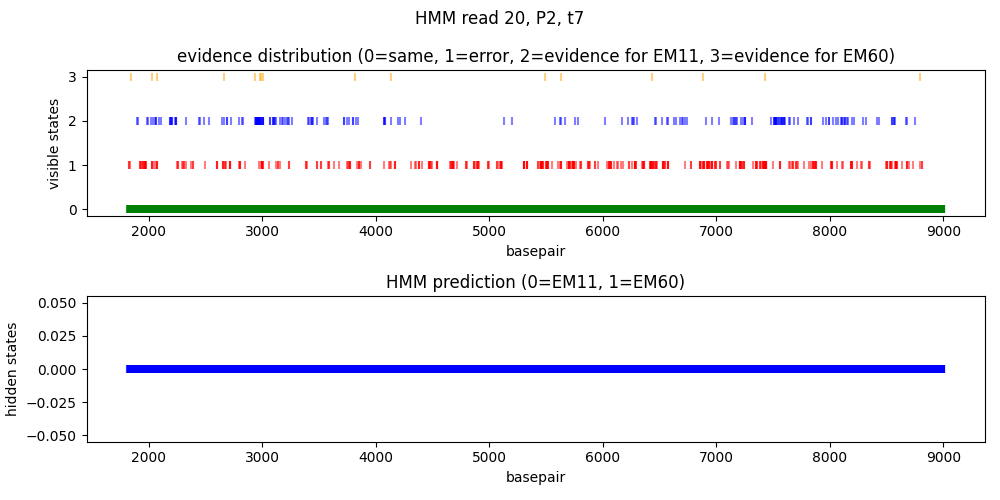 HMM read 20, P2, t7
evidence distribution (0=same, 1=error, 2=evidence for EM11, 3=evidence for EM60)
visible states
3
2
1
0
2000 3000 4000 5000 6000 7000 8000 9000
basepair
HMM prediction (0=EM11, 1=EM60)
hidden states
0.050
0.025
0.000
−0.025
−0.050
2000 3000 4000 5000 6000 7000 8000 9000
basepair